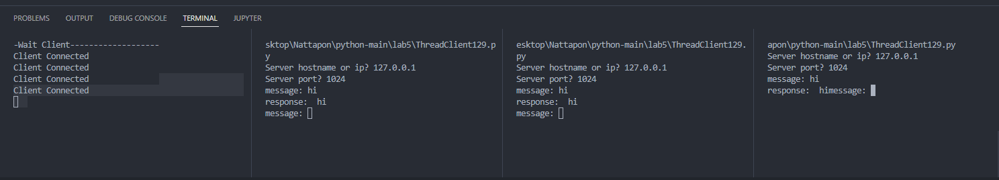 PROBLEMS OUTPUT DEBUG CONSOLE TERMINAL JUPYTER
-Wait Client-------------------
Client Connected
Client Connected
Client Connected
Client Connected
sktop\Nattapon\python-main\lab5\ThreadClient129.p
y
Server hostname or ip? 127.0.0.1
Server port? 1024
message: hi
response:  hi
message:
esktop\Nattapon\python-main\lab5\ThreadClient129.
py
Server hostname or ip? 127.0.0.1
Server port? 1024
message: hi
response:  hi
message:
apon\python-main\lab5\ThreadClient129.py
Server hostname or ip? 127.0.0.1
Server port? 1024
message: hi
response:  himessage: